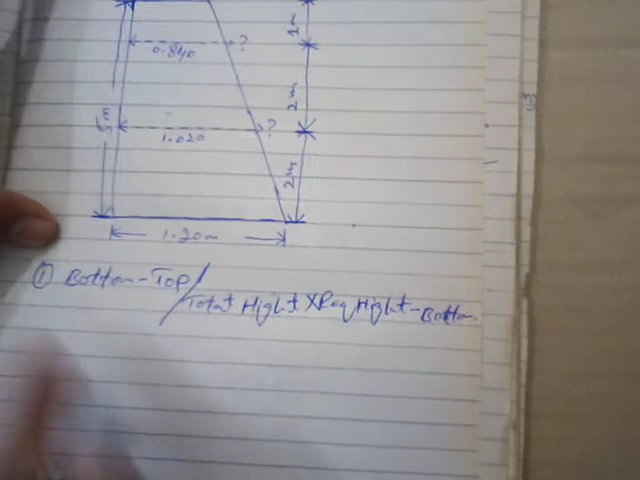 1m
0.840 ?
2m
5m
1.020 ?
2m
1.20m
① Bottom-Top/
Total Hight X Req Hight-Bottom